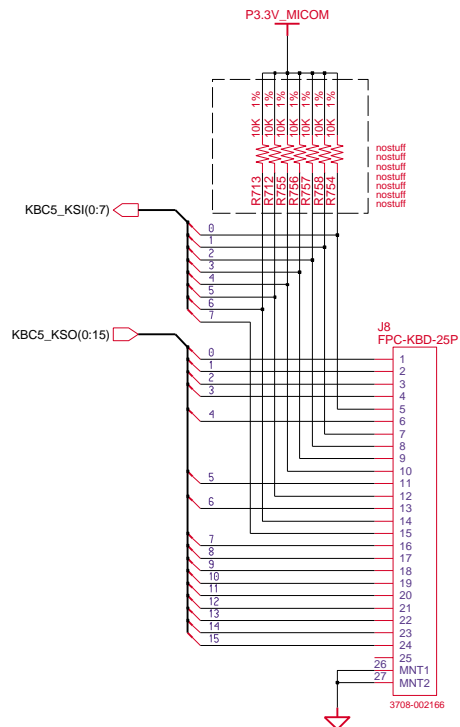 P3.3V_MICOM
10K 1%
10K 1%
10K 1%
10K 1%
10K 1%
10K 1%
10K 1%
R713
R712
R755
R756
R757
R758
R754
nostuff
nostuff
nostuff
nostuff
nostuff
nostuff
nostuff
KBC5_KSI(0:7)
0
1
2
3
4
5
6
7
KBC5_KSO(0:15)
0
1
2
3
4
5
6
7
8
9
10
11
12
13
14
15
J8
FPC-KBD-25P
1
2
3
4
5
6
7
8
9
10
11
12
13
14
15
16
17
18
19
20
21
22
23
24
25
26 MNT1
27 MNT2
3708-002166